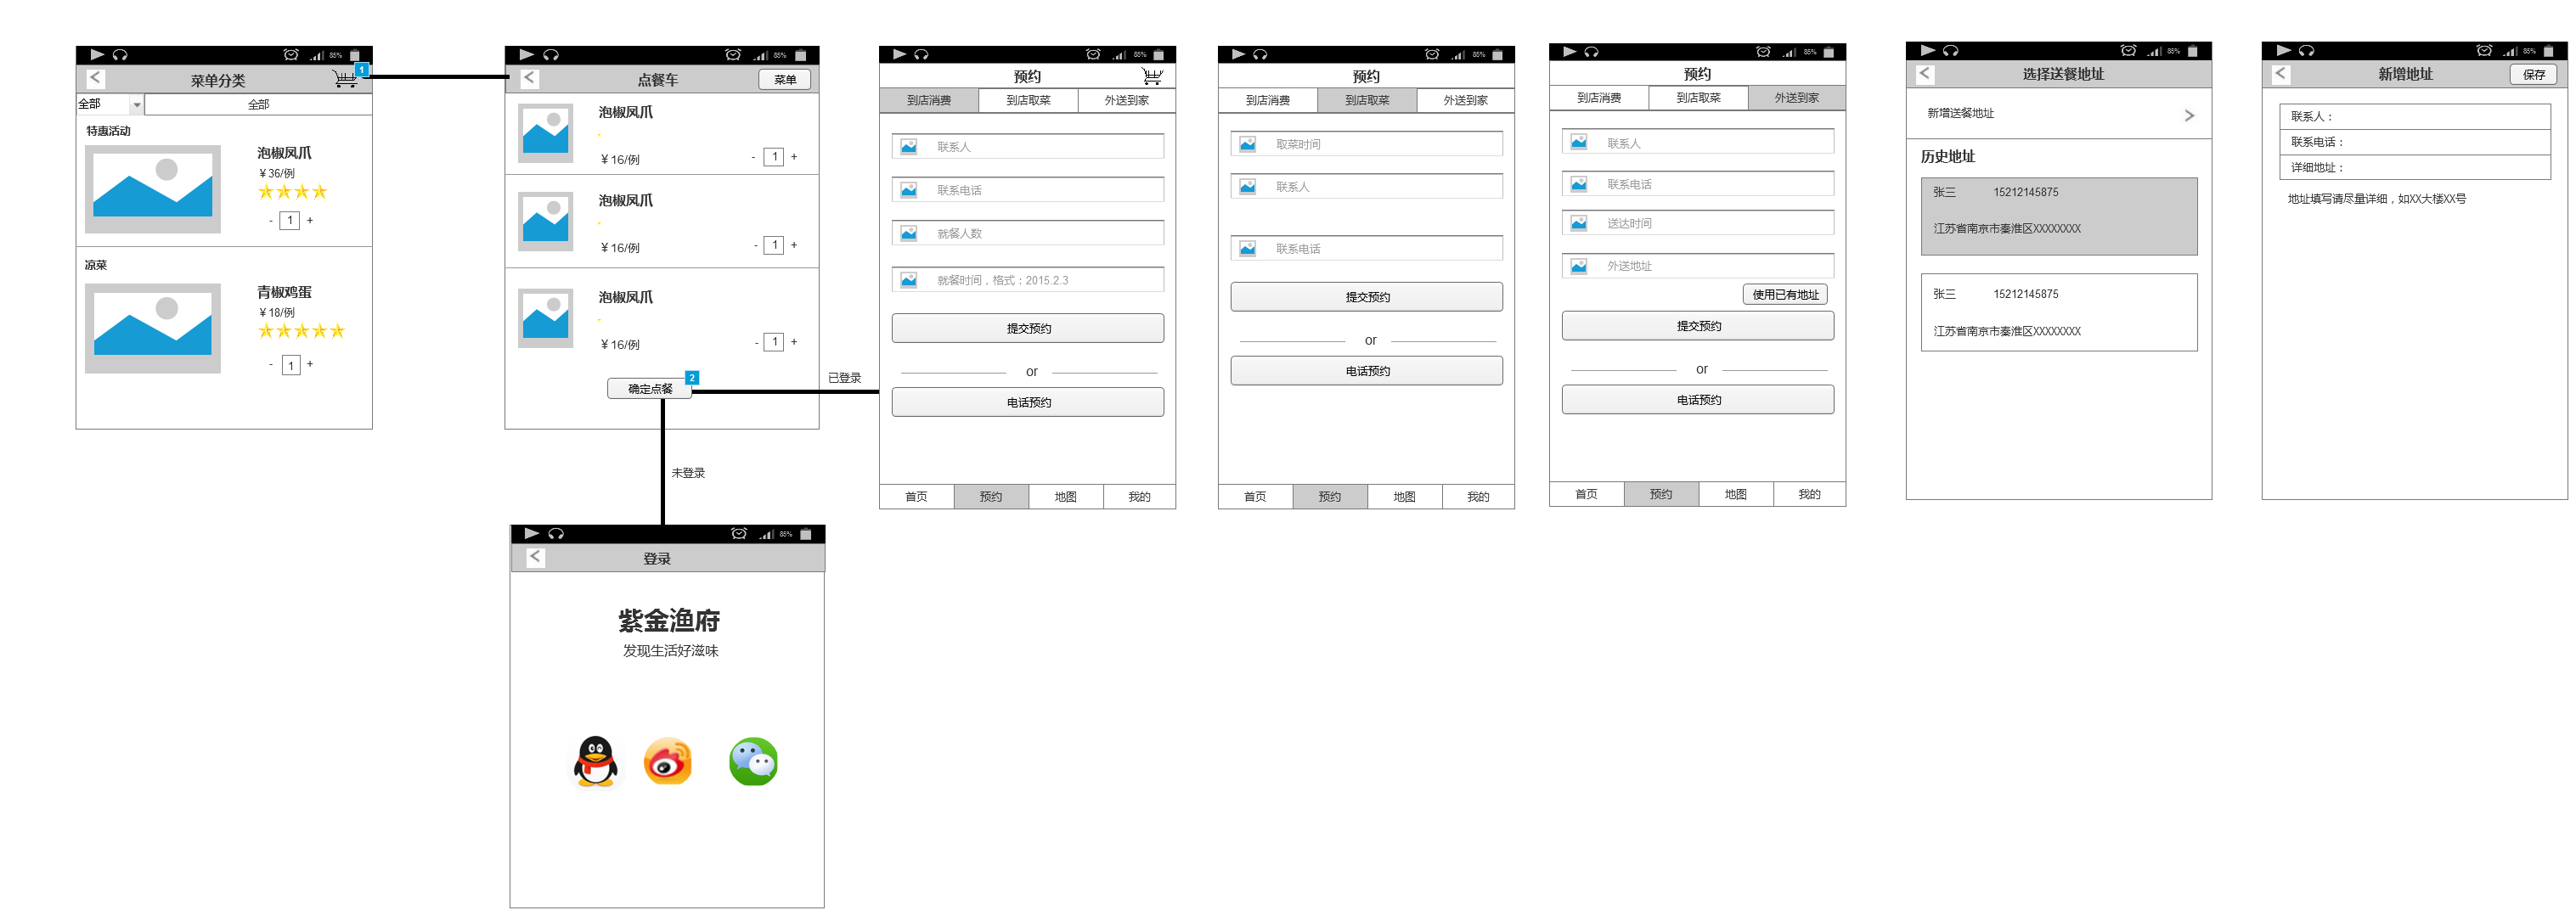 85%
菜单分类
1
全部
全部
特惠活动
泡椒凤爪
￥36/例
- 1 +
凉菜
青椒鸡蛋
￥18/例
- 1 +
85%
点餐车
菜单
泡椒凤爪
￥16/例
- 1 +
泡椒凤爪
￥16/例
- 1 +
泡椒凤爪
￥16/例
- 1 +
确定点餐
2
已登录
未登录
85%
登录
紫金渔府
发现生活好滋味
85%
预约
到店消费 到店取菜 外送到家
联系人
联系电话
就餐人数
就餐时间，格式：2015.2.3
提交预约
or
电话预约
首页 预约 地图 我的
85%
预约
到店消费 到店取菜 外送到家
取菜时间
联系人
联系电话
提交预约
or
电话预约
首页 预约 地图 我的
85%
预约
到店消费 到店取菜 外送到家
联系人
联系电话
送达时间
外送地址
使用已有地址
提交预约
or
电话预约
首页 预约 地图 我的
85%
选择送餐地址
新增送餐地址
历史地址
张三 15212145875
江苏省南京市秦淮区XXXXXXXX
张三 15212145875
江苏省南京市秦淮区XXXXXXXX
85%
新增地址
保存
联系人：
联系电话：
详细地址：
地址填写请尽量详细，如XX大楼XX号